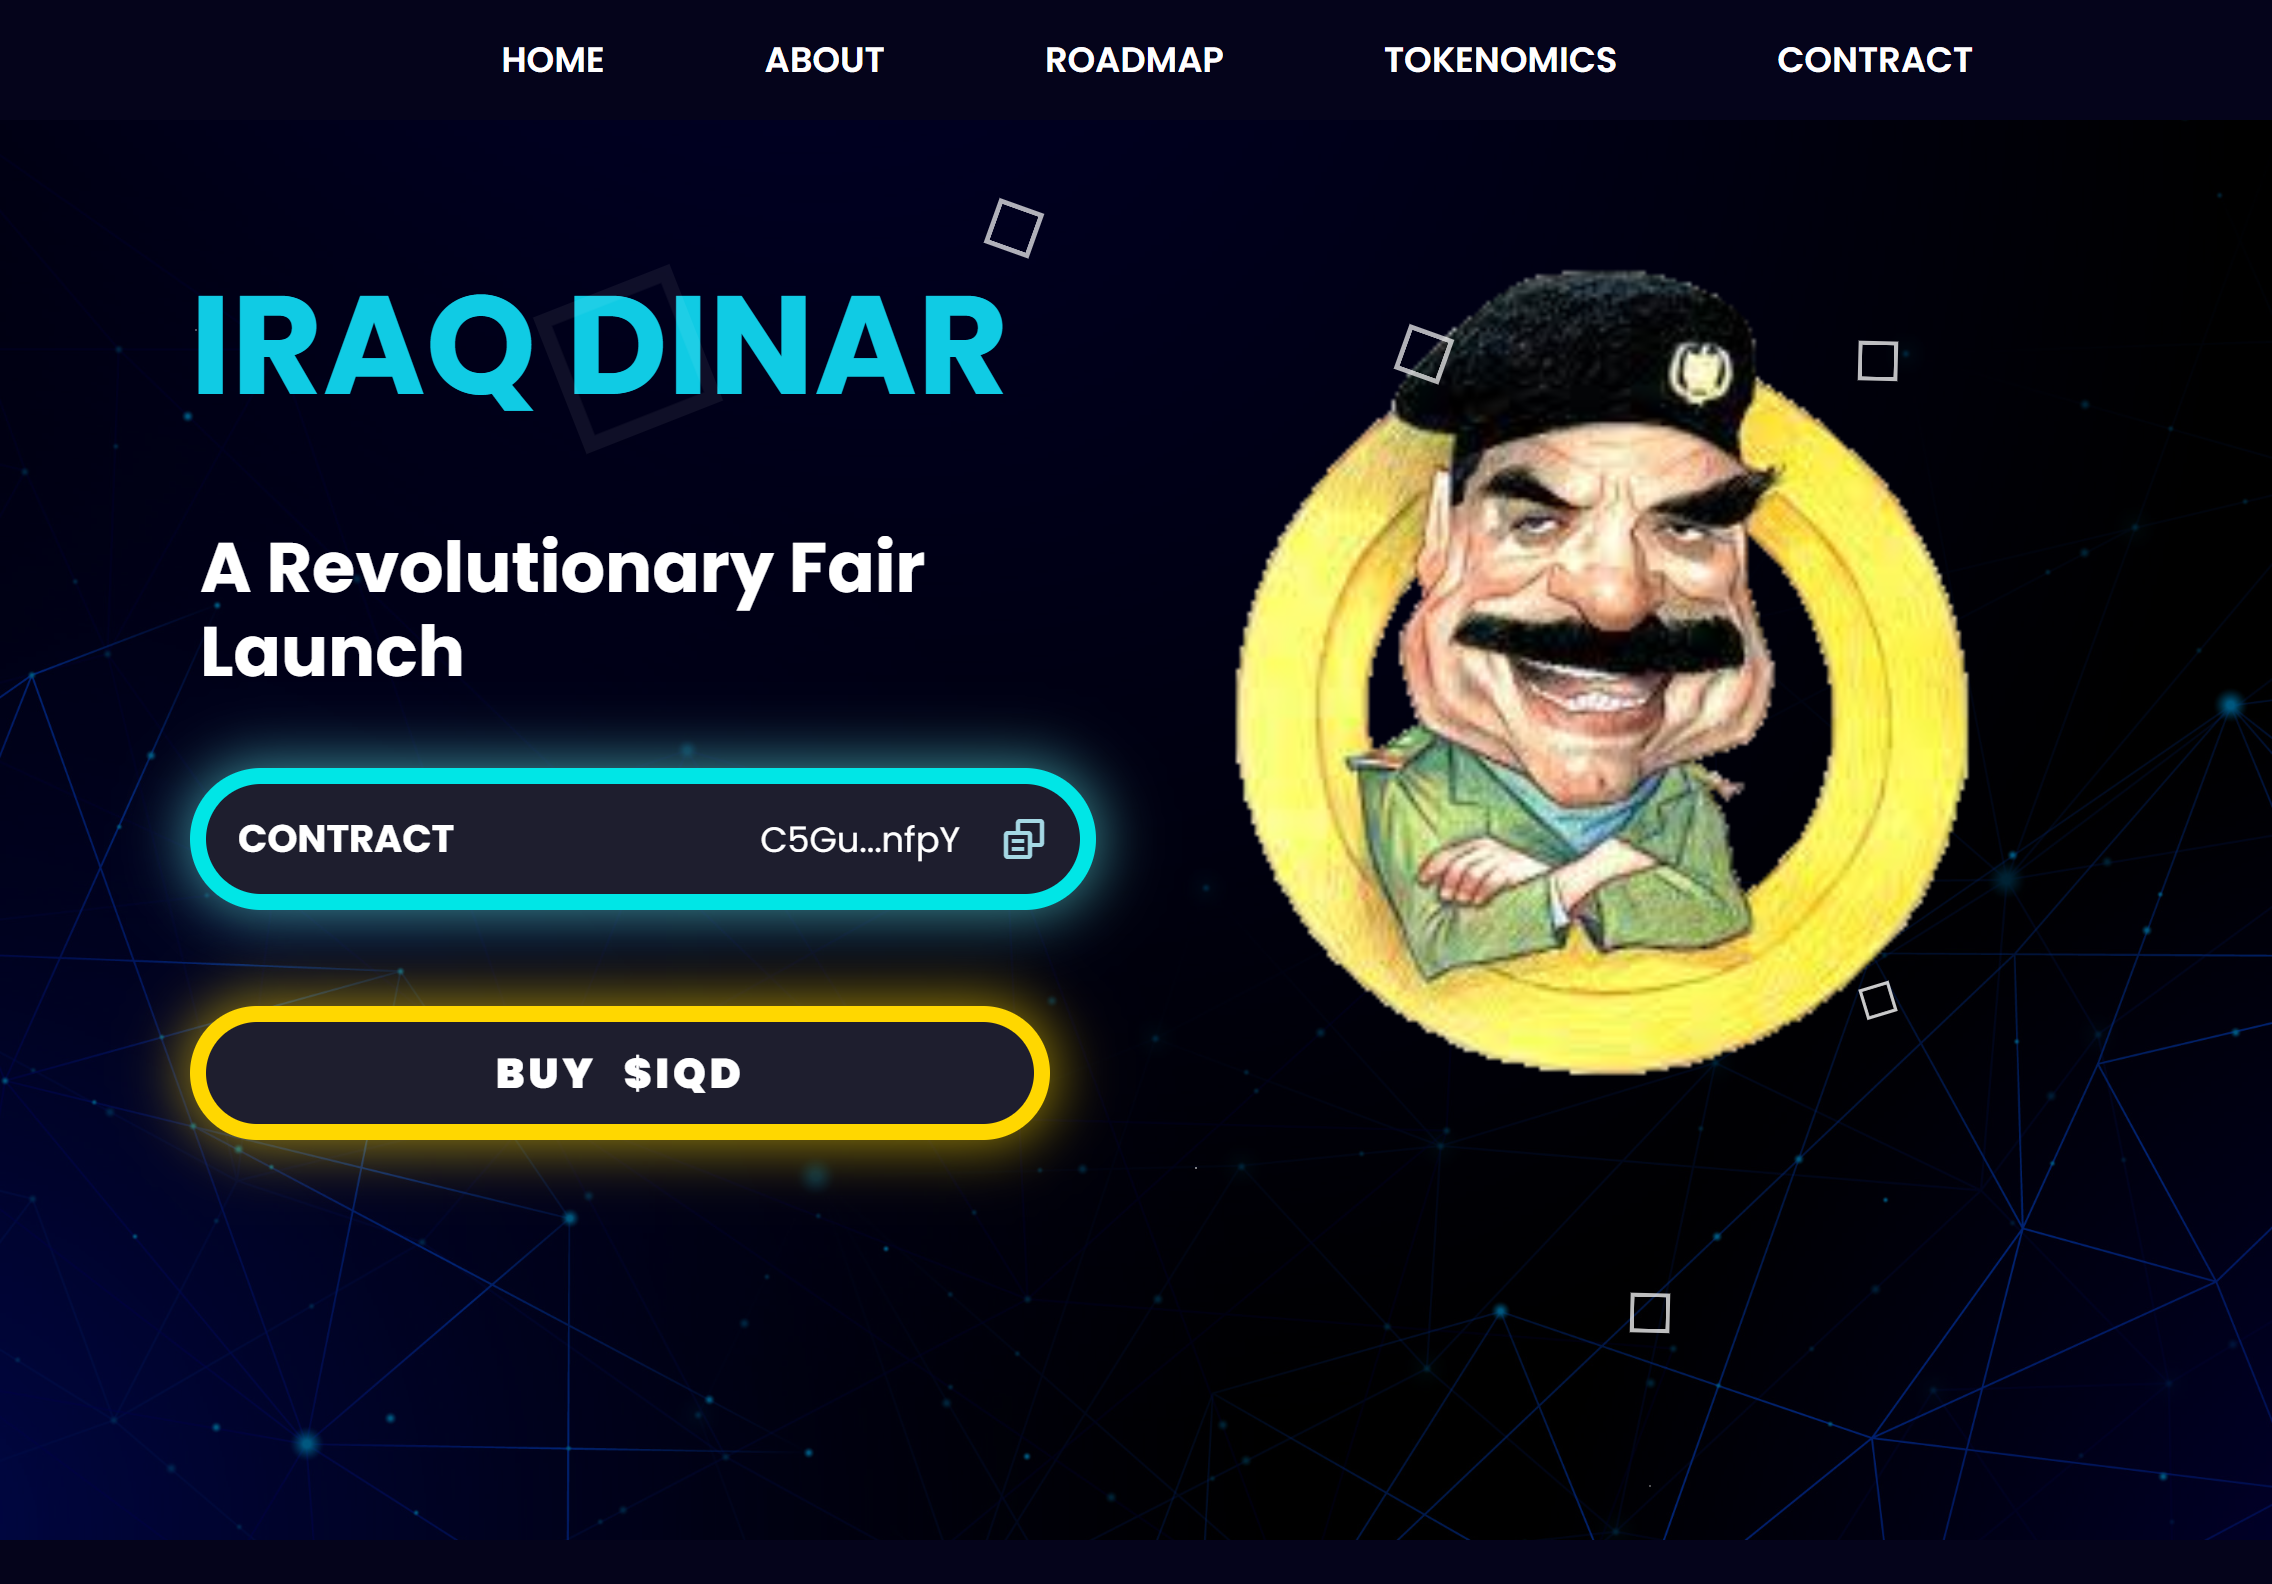 HOME ABOUT ROADMAP TOKENOMICS CONTRACT
IRAQ DINAR
A Revolutionary Fair
Launch
CONTRACT C5Gu...nfpY
BUY $IQD